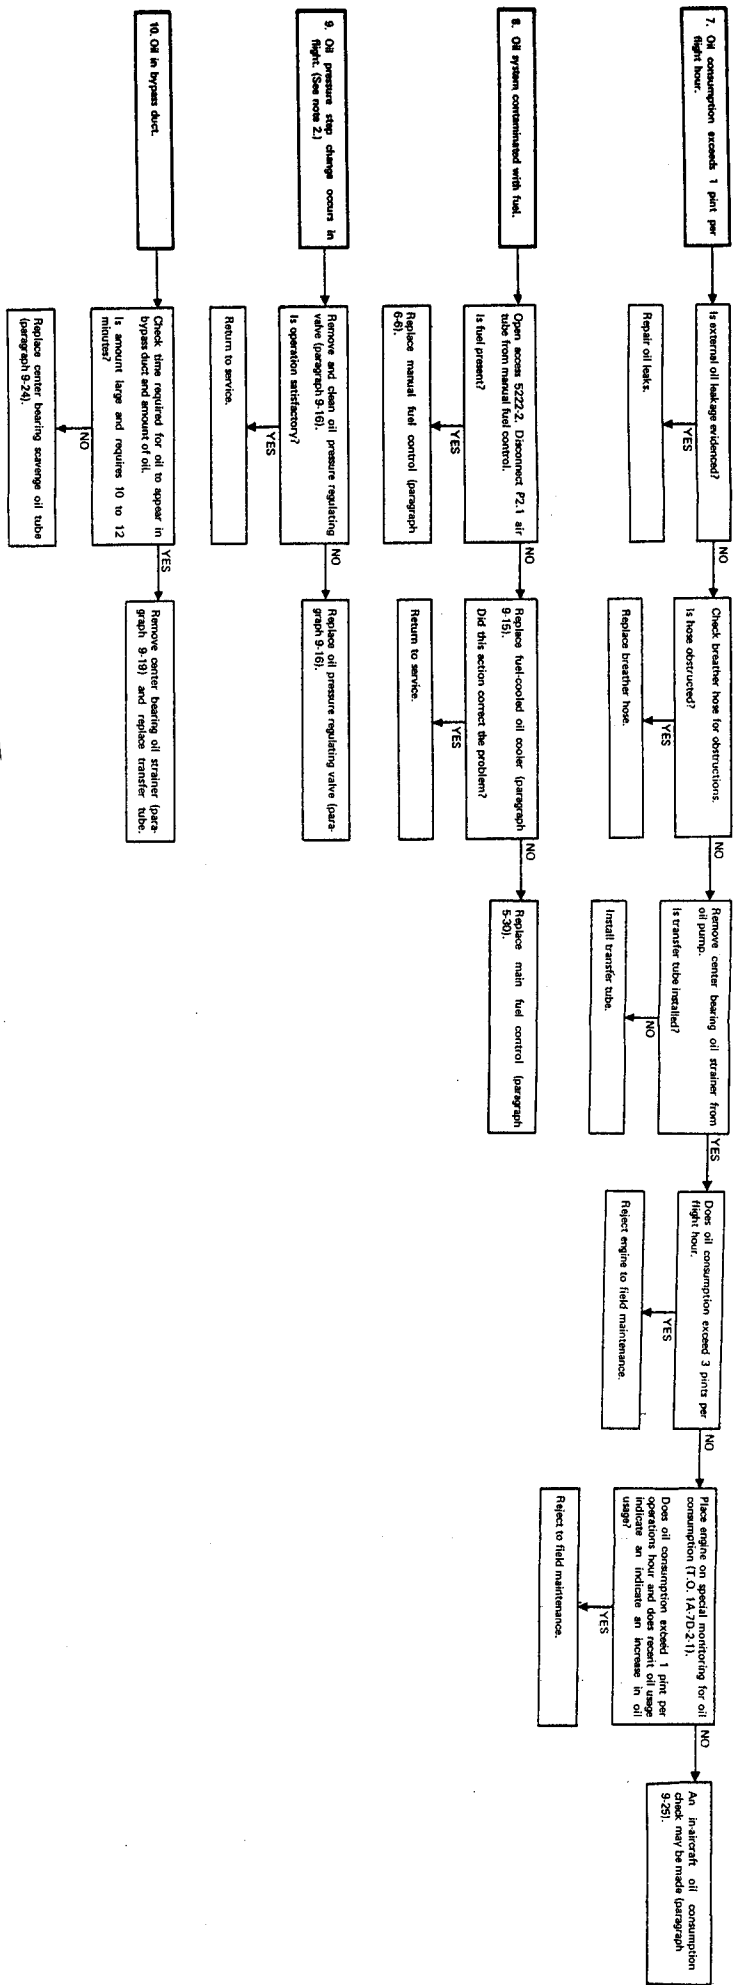 7. Oil consumption exceeds 1 pint per
flight hour.
Is external oil leakage evidenced?
YES
Repair oil leaks.
NO
Check breather hose for obstructions.
Is hose obstructed?
YES
Replace breather hose.
NO
Remove center bearing oil strainer from
oil pump.
Is transfer tube installed?
NO
Install transfer tube.
YES
Does oil consumption exceed 3 pints per
flight hour.
YES
Reject engine to field maintenance.
NO
Place engine on special monitoring for oil
consumption (T.O. 1A-7D-2-1).
Does oil consumption exceed 1 pint per
operations hour and does recent oil usage
indicate an indicate an increase in oil
usage?
YES
Reject to field maintenance.
NO
An in-aircraft oil consumption
check may be made (paragraph
9-25).
8. Oil system contaminated with fuel.
Open access 5222-2. Disconnect P2.1 air
tube from manual fuel control.
Is fuel present?
YES
Replace manual fuel control (paragraph
6-6).
NO
Replace fuel-cooled oil cooler (paragraph
9-15).
Did this action correct the problem?
YES
Return to service.
NO
Replace main fuel control (paragraph
5-30).
9. Oil pressure step change occurs in
flight. (See note 2.)
Remove and clean oil pressure regulating
valve (paragraph 9-16).
Is operation satisfactory?
YES
Return to service.
NO
Replace oil pressure regulating valve (para-
graph 9-16).
10. Oil in bypass duct.
Check time required for oil to appear in
bypass duct and amount of oil.
Is amount large and requires 10 to 12
minutes?
NO
Replace center bearing scavenge oil tube
(paragraph 9-24).
YES
Remove center bearing oil strainer (para-
graph 9-19) and replace transfer tube.